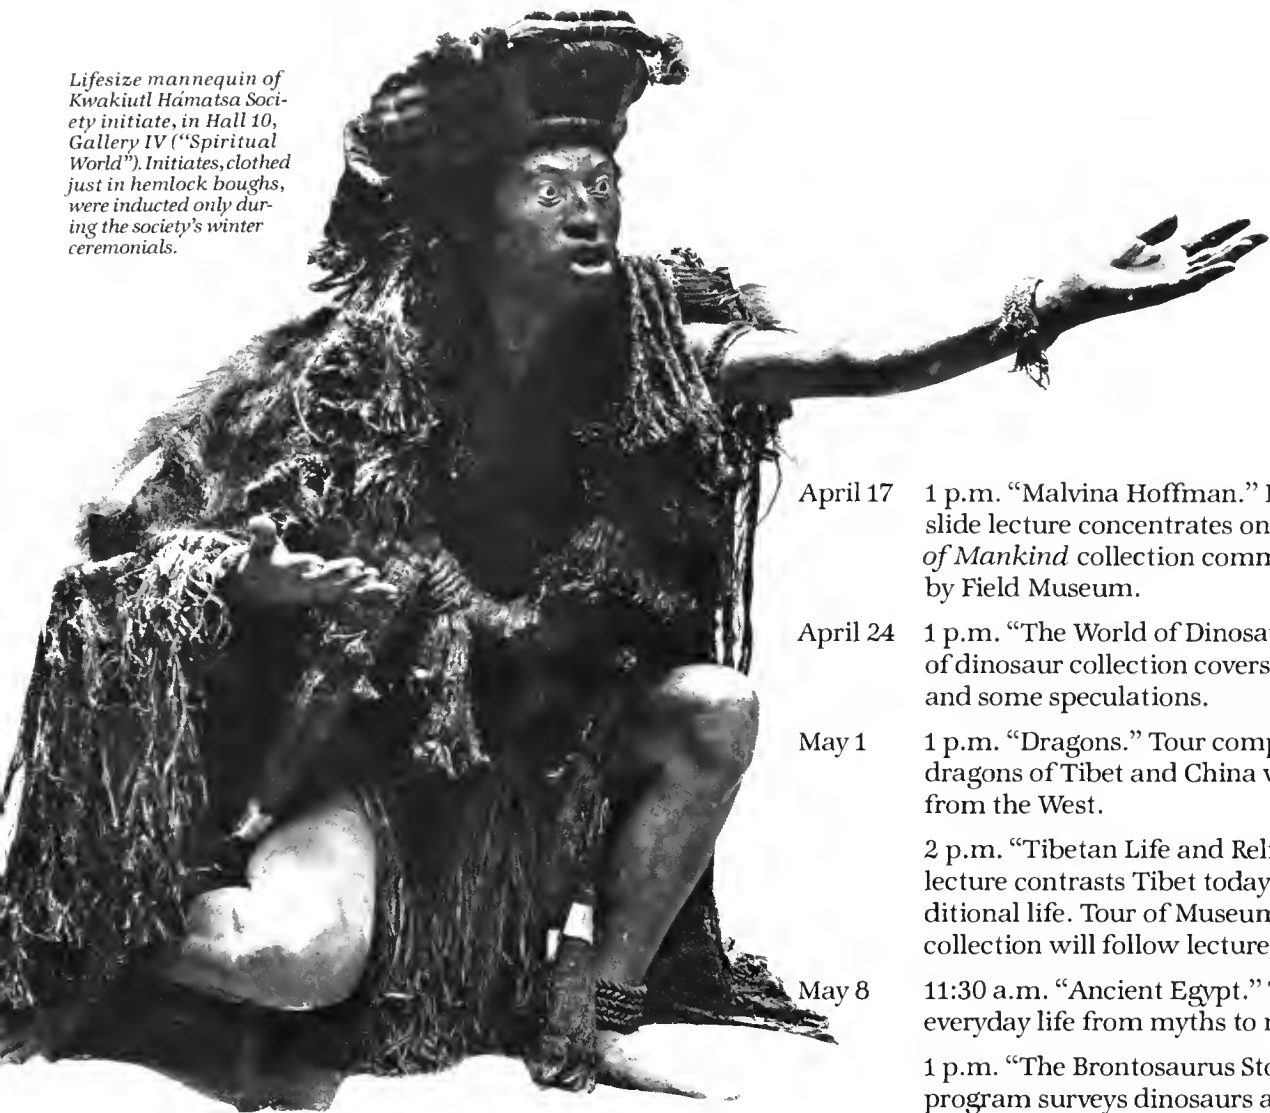 Lifesize mannequin of
Kwakiutl Hámatsa Soci-
ety initiate, in Hall 10,
Gallery IV (“Spiritual
World”). Initiates, clothed
just in hemlock boughs,
were inducted only dur-
ing the society’s winter
ceremonials.
April 17 1 p.m. “Malvina Hoffman.”
slide lecture concentrates on
of Mankind collection comm
by Field Museum.
April 24 1 p.m. “The World of Dinosa
of dinosaur collection covers
and some speculations.
May 1 1 p.m. “Dragons.” Tour comp
dragons of Tibet and China
from the West.
2 p.m. “Tibetan Life and Reli
lecture contrasts Tibet today
ditional life. Tour of Museum
collection will follow lecture
May 8 11:30 a.m. “Ancient Egypt.”
everyday life from myths to
1 p.m. “The Brontosaurus Sto
program surveys dinosaurs a